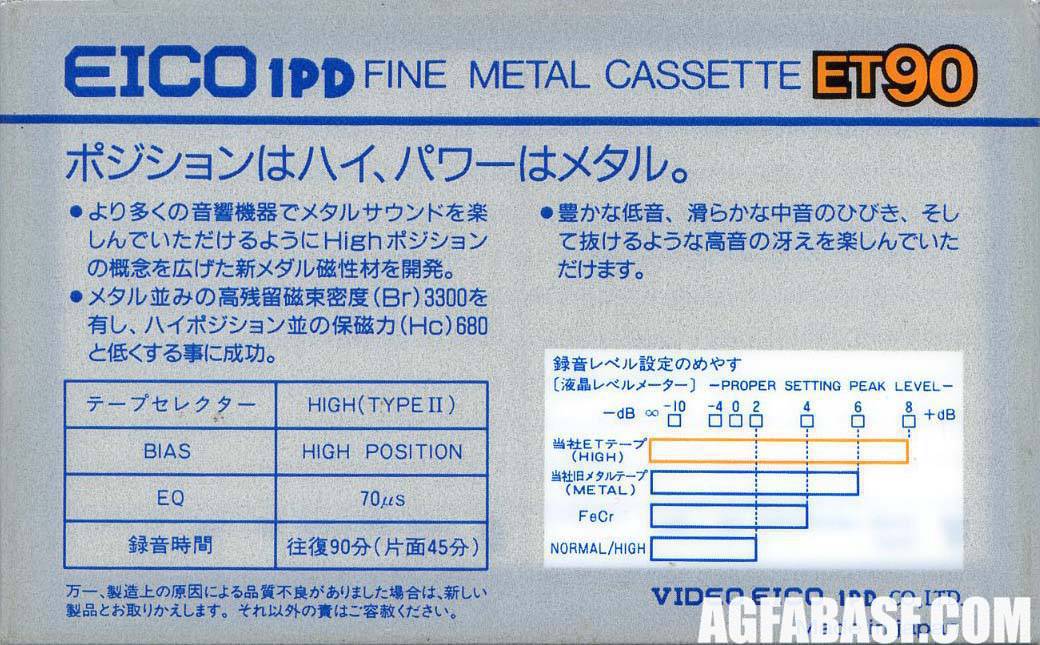 EICO 1PD FINE METAL CASSETTE ET90
ポジションはハイ、パワーはメタル。
●より多くの音響機器でメタルサウンドを楽
しんでいただけるようにHighポジション
の概念を広げた新メダル磁性材を開発。
●メタル並みの高残留磁束密度(Br)3300を
有し、ハイポジション並の保磁力(Hc)680
と低くする事に成功。
●豊かな低音、滑らかな中音のひびき、そし
て抜けるような高音の冴えを楽しんでいた
だけます。
テープセレクター HIGH(TYPEⅡ)
BIAS HIGH POSITION
EQ 70μs
録音時間 往復90分(片面45分)
録音レベル設定のめやす
[液晶レベルメーター] -PROPER SETTING PEAK LEVEL-
-dB ∞ -10 -4 0 2 4 6 8 +dB
当社ETテープ
(HIGH)
当社旧メタルテープ
(METAL)
FeCr
NORMAL/HIGH
万一、製造上の原因による品質不良がありました場合は、新しい
製品とお取りかえします。それ以外の責はご容赦ください。
VIDEO EICO 1PD CO.,LTD.
Made in Japan
AGFABASF.COM